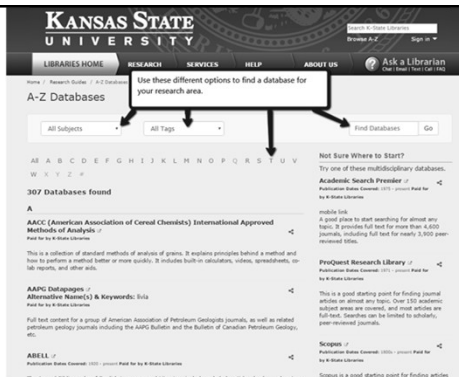 KANSAS STATE
UNIVERSITY
Search K-State Libraries
Browse A-Z
Sign in
LIBRARIES HOME
RESEARCH
SERVICES
HELP
ABOUT US
Ask a Librarian
Chat | Email | Text | Call | FAQ
Home / Research Guides / A-Z Databases
Use these different options to find a database for
your research area.
A-Z Databases
All Subjects
All Tags
Find Databases
Go
All A B C D E F G H I J K L M N O P Q R S T U V
W X Y Z #
307 Databases found
A
AACC (American Association of Cereal Chemists) International Approved
Methods of Analysis
Paid for by K-State Libraries
This is a collection of standard methods of analysis of grains. It explains principles behind a method and
how to perform a method better or more quickly. It includes built-in calculators, videos, spreadsheets, co-
lab reports, and other aids.
AAPG Datapages
Alternative Name(s) & Keywords: livia
Paid for by K-State Libraries
Full text content for a group of American Association of Petroleum Geologists journals, as well as related
petroleum geology journals including the AAPG Bulletin and the Bulletin of Canadian Petroleum Geology,
etc.
ABELL
Not Sure Where to Start?
Try one of these multidisciplinary databases.
Academic Search Premier
Publication Dates Covered: 1975 - present Paid for
by K-State Libraries
mobile link
A good place to start searching for almost any
topic. It provides full text for more than 4,600
journals, including full text for nearly 3,900 peer-
reviewed titles.
ProQuest Research Library
Publication Dates Covered: 1971 - present Paid for
by K-State Libraries
This is a good starting point for finding journal
articles on almost any topic. Over 150 academic
subject areas are covered, and most articles are
full-text. Searches can be limited to scholarly,
peer-reviewed journals.
Scopus
by K-State Libraries
Scopus is a good starting point for finding articles